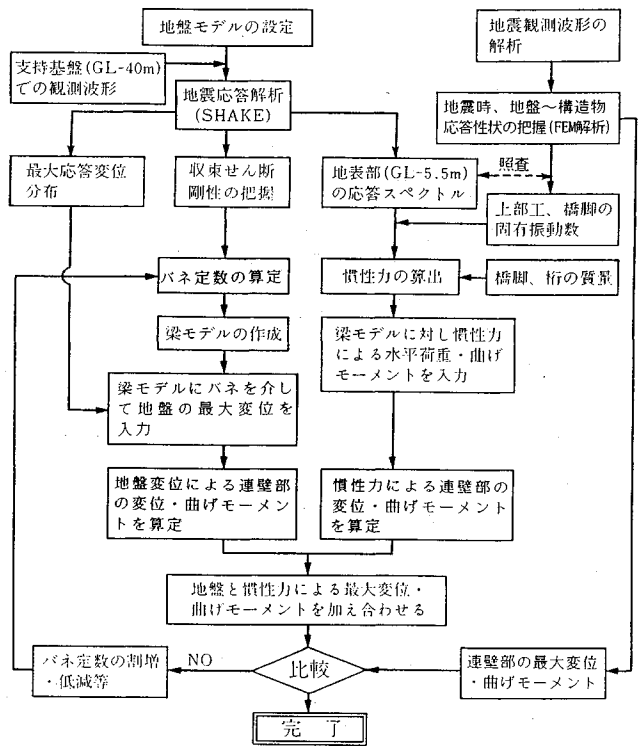 地盤モデルの設定
地震観測波形の
解析
支持基盤(GL-40m)
での観測波形
地震応答解析
(SHAKE)
地震時、地盤～構造物
応答性状の把握(FEM解析)
最大応答変位
分布
収束せん断
剛性の把握
地表部(GL-5.5m)
の応答スペクトル
照査
上部工、橋脚の
固有振動数
バネ定数の算定
慣性力の算出
橋脚、桁の質量
梁モデルの作成
梁モデルに対し慣性力
による水平荷重・曲げ
モーメントを入力
梁モデルにバネを介し
て地盤の最大変位を
入力
地盤変位による連壁部
の変位・曲げモーメン
トを算定
慣性力による連壁部の
変位・曲げモーメント
を算定
地盤と慣性力による最大変位・
曲げモーメントを加え合わせる
バネ定数の割増
・低減等
NO
比較
連壁部の最大変位
・曲げモーメント
完了